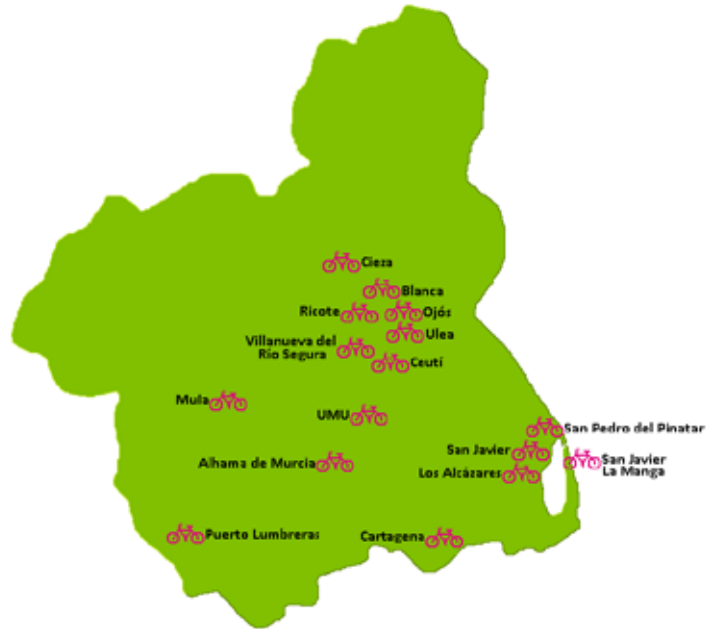 Cieza
Blanca
Ricote
Ojós
Ulea
Villanueva del
Río Segura
Ceutí
Mula
UMU
San Pedro del Pinatar
San Javier
San Javier
La Manga
Alhama de Murcia
Los Alcázares
Puerto Lumbreras
Cartagena